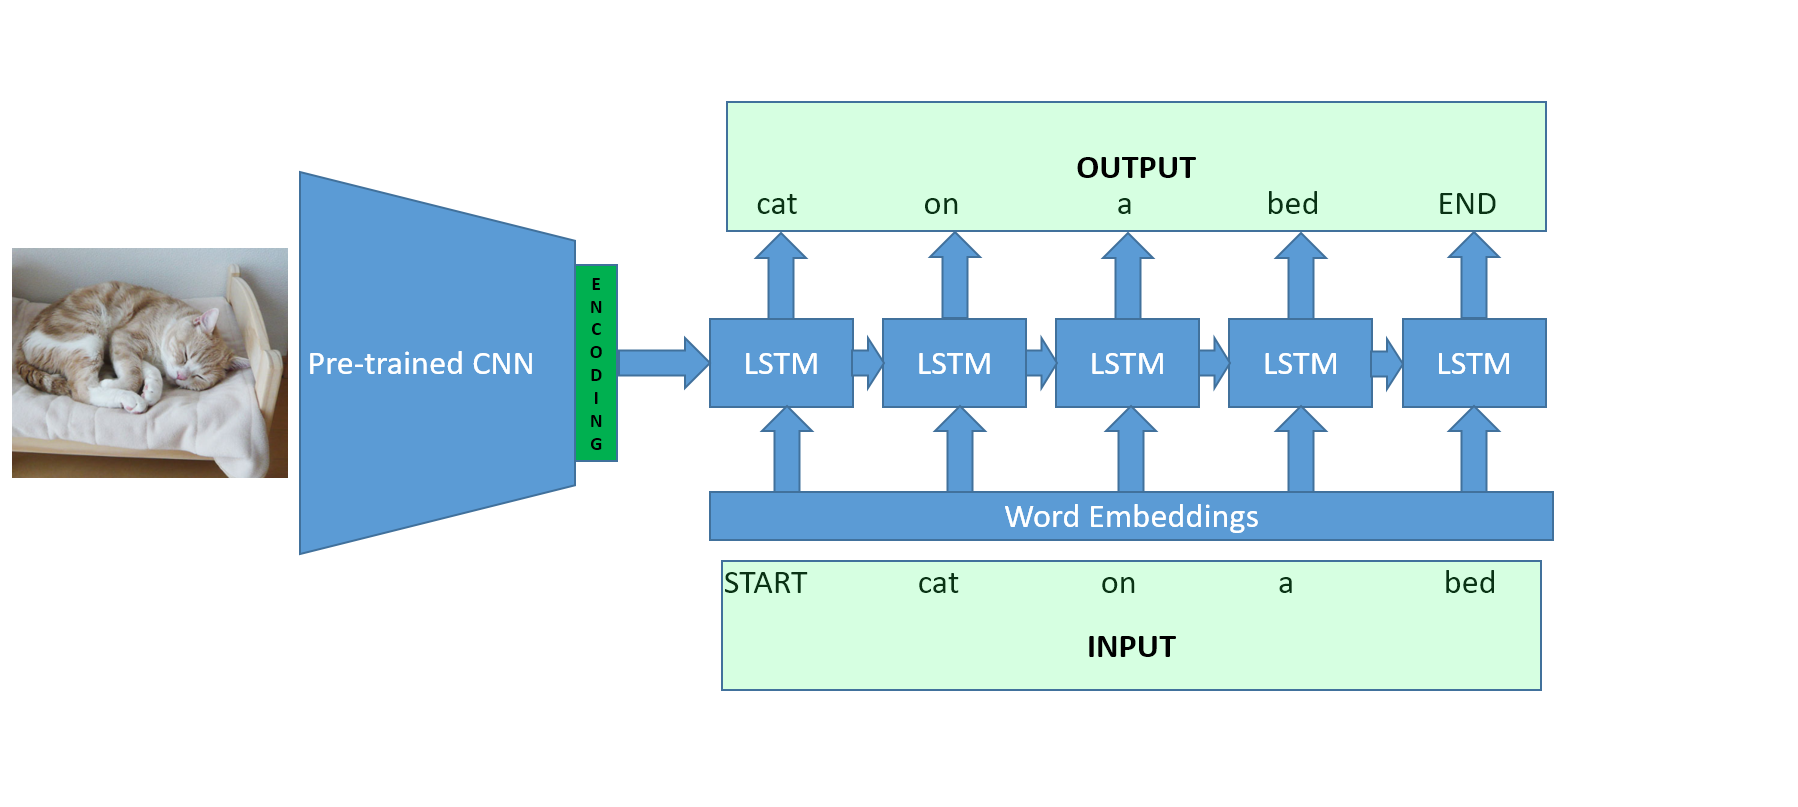 OUTPUT
cat on a bed END
Pre-trained CNN
ENCODING
LSTM LSTM LSTM LSTM LSTM
Word Embeddings
START cat on a bed
INPUT